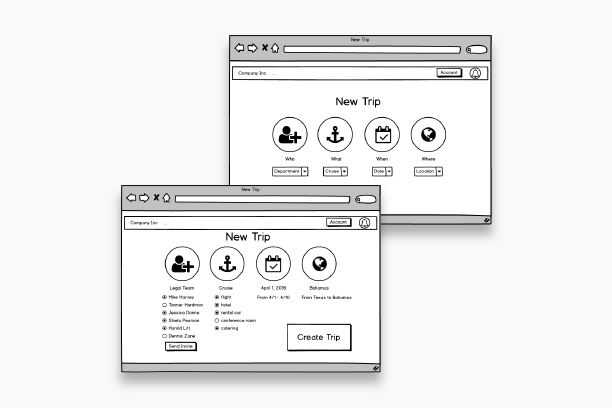 New Trip
Company Inc ... Account
New Trip
Who What When Where
Department Cruise Date Location
New Trip
Company Inc ... Account
New Trip
Legal Team Cruise April 1, 2016 Bahamas
Mike Harvey flight From 4/1 - 4/10 From Texas to Bahamas
Tanner Hardman hotel
Jessica Donna rental car
Sheila Pearson conference room
Harold Litt catering
Dennis Zane
Send Invite
Create Trip